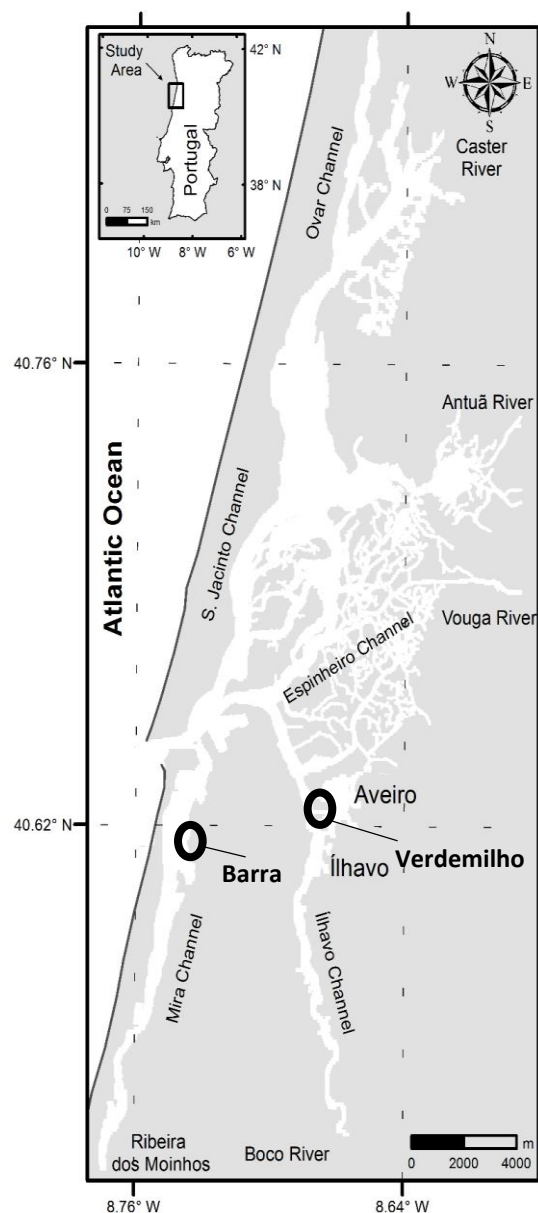 Study
Area
42° N
Portugal
38° N
0 75 150
km
10° W 8° W 6° W
N
W E
S
Caster
River
Ovar Channel
40.76° N
Antuã River
Atlantic Ocean
S. Jacinto Channel
Vouga River
Espinheiro Channel
Aveiro
40.62° N
Verdemilho
Barra
Ílhavo
Mira Channel
Ílhavo Channel
Ribeira
dos Moinhos
Boco River
0 2000 4000 m
8.76° W 8.64° W